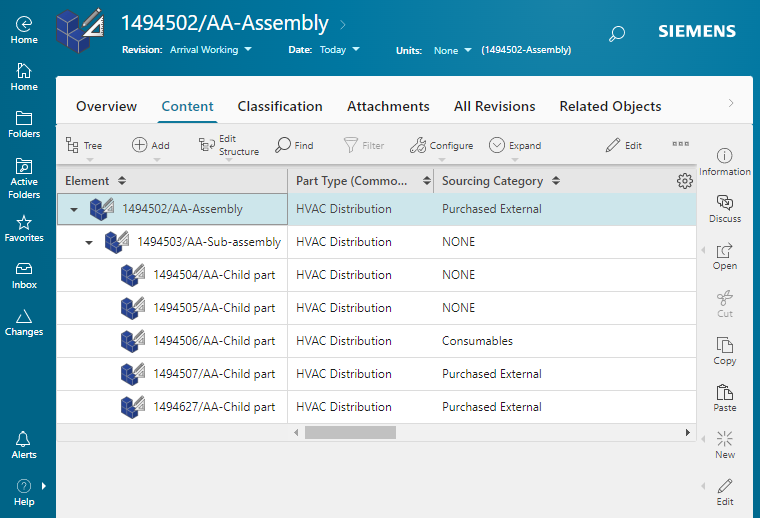 Home
Home
Folders
Active
Folders
Favorites
Inbox
Changes
Alerts
Help
1494502/AA-Assembly
Revision: Arrival Working Date: Today Units: None (1494502-Assembly)
SIEMENS
Overview Content Classification Attachments All Revisions Related Objects
Tree Add Edit Structure Find Filter Configure Expand Edit
Element Part Type (Commo... Sourcing Category
1494502/AA-Assembly HVAC Distribution Purchased External
1494503/AA-Sub-assembly HVAC Distribution NONE
1494504/AA-Child part HVAC Distribution NONE
1494505/AA-Child part HVAC Distribution NONE
1494506/AA-Child part HVAC Distribution Consumables
1494507/AA-Child part HVAC Distribution Purchased External
1494627/AA-Child part HVAC Distribution Purchased External
Information
Discuss
Open
Cut
Copy
Paste
New
Edit